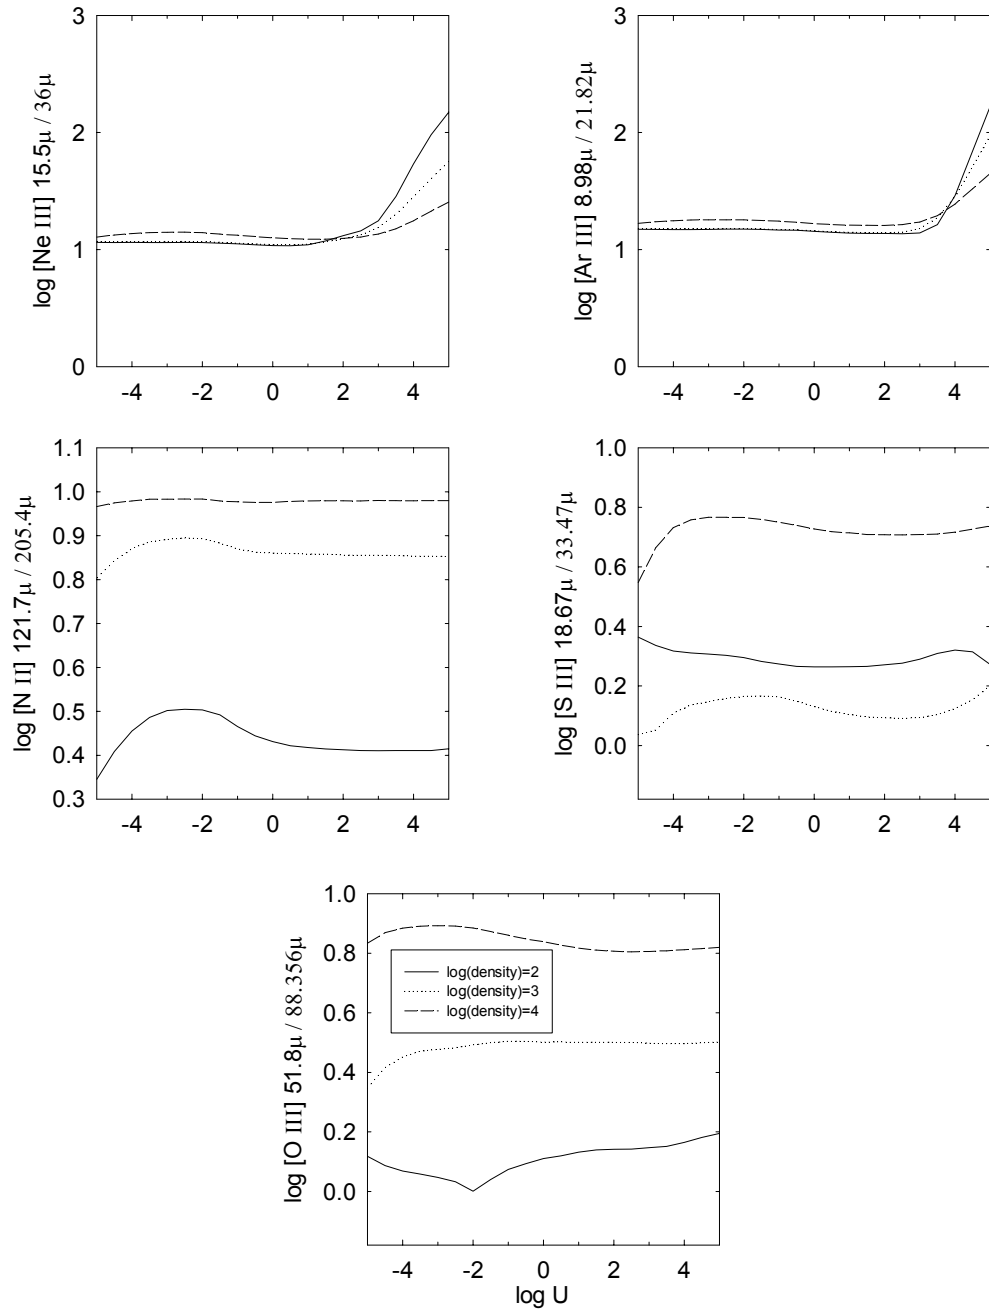 3
2
1
0
log [Ne III] 15.5μ / 36μ
-4 -2 0 2 4
3
2
1
0
log [Ar III] 8.98μ / 21.82μ
-4 -2 0 2 4
1.1
1.0
0.9
0.8
0.7
0.6
0.5
0.4
0.3
log [N II] 121.7μ / 205.4μ
-4 -2 0 2 4
1.0
0.8
0.6
0.4
0.2
0.0
log [S III] 18.67μ / 33.47μ
-4 -2 0 2 4
1.0
0.8
0.6
0.4
0.2
0.0
log [O III] 51.8μ / 88.356μ
log(density)=2
log(density)=3
log(density)=4
-4 -2 0 2 4
log U